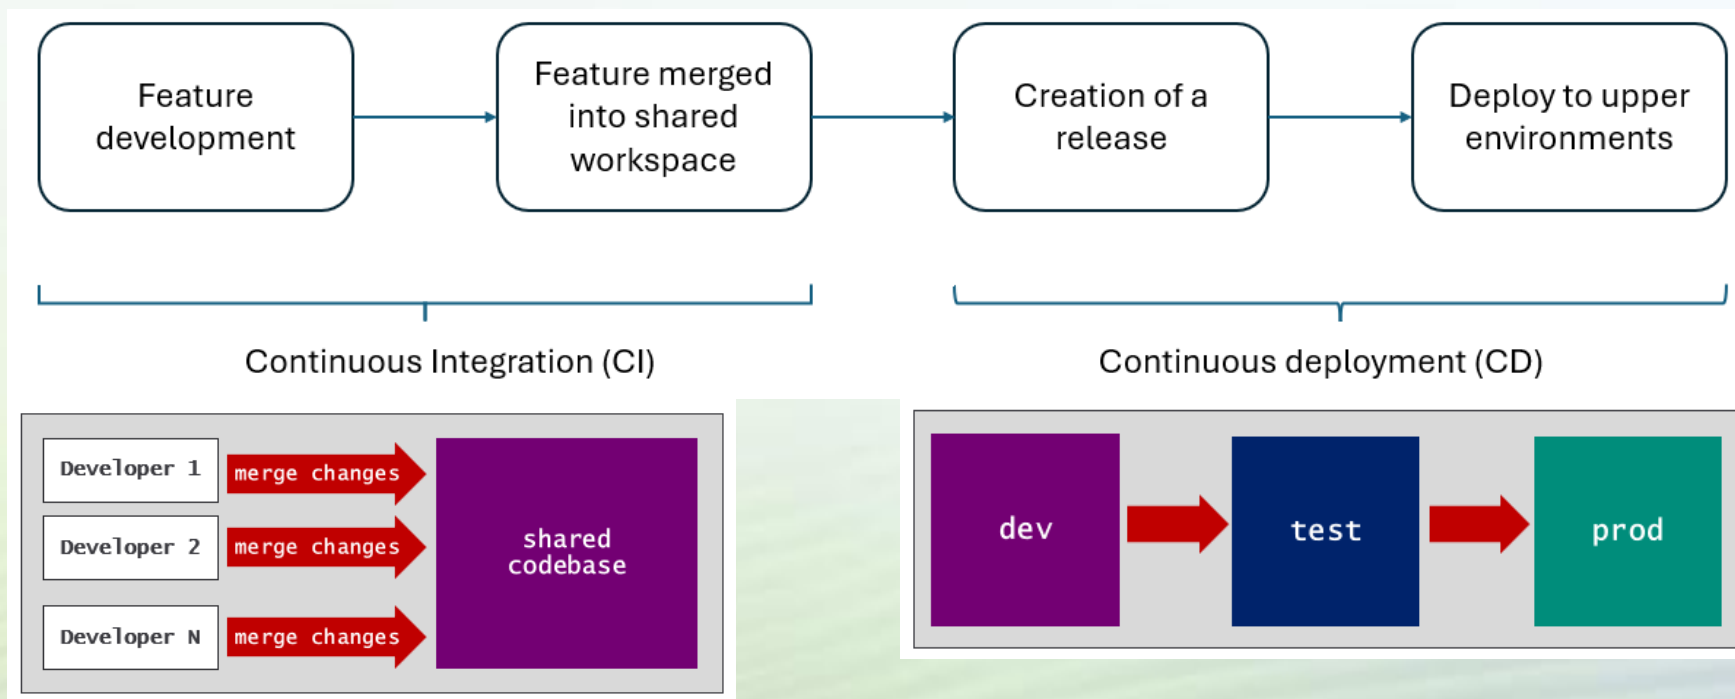 Feature
development
Feature merged
into shared
workspace
Creation of a
release
Deploy to upper
environments
Continuous Integration (CI)
Continuous deployment (CD)
Developer 1
merge changes
Developer 2
merge changes
Developer N
merge changes
shared
codebase
dev
test
prod